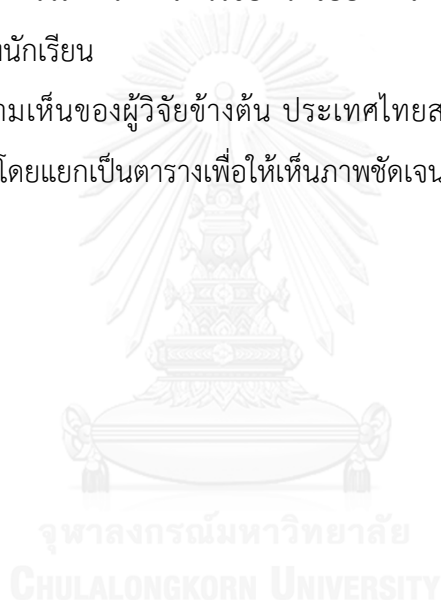 นักเรียน
ความเห็นของผู้วิจัยข้างต้น ประเทศไทยส
โดยแยกเป็นตารางเพื่อให้เห็นภาพชัดเจน
จุฬาลงกรณ์มหาวิทยาลัย
CHULALONGKORN UNIVERSITY